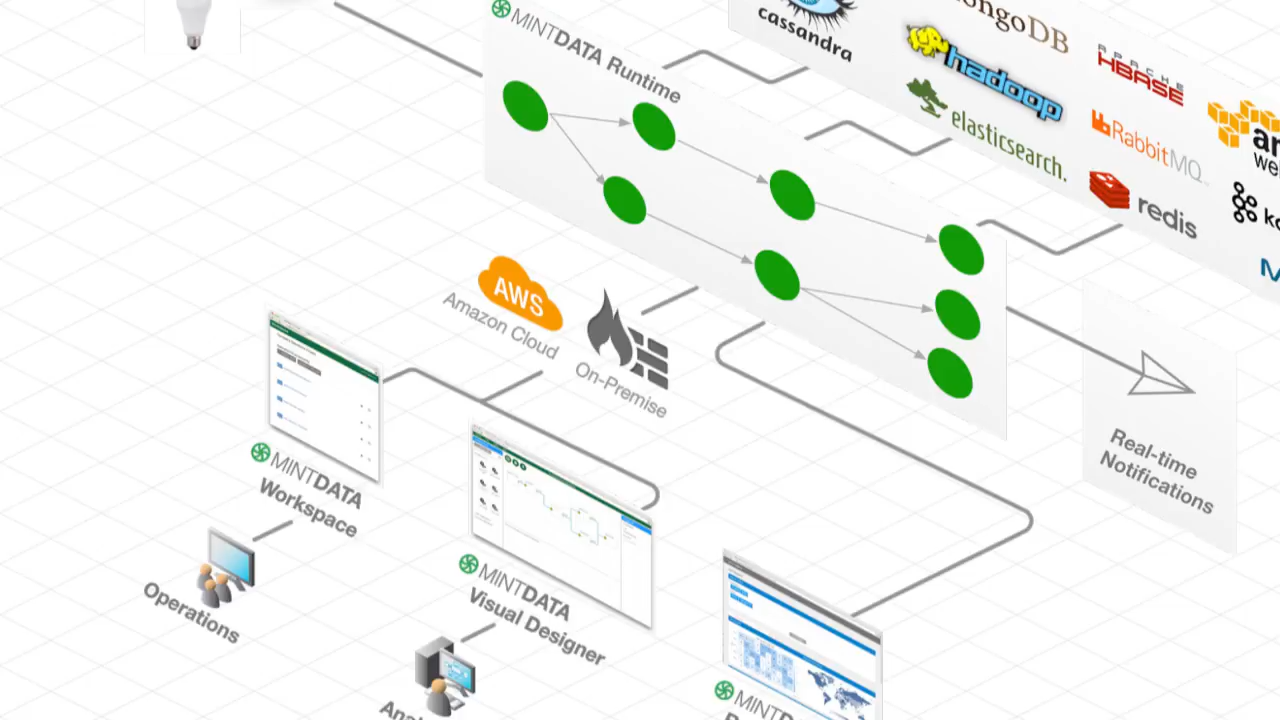 MINTDATA Runtime
cassandra
mongoDB
hadoop
APACHE
HBASE
elasticsearch.
RabbitMQ
redis
AWS
Amazon Cloud
On-Premise
Real-time
Notifications
MINTDATA
Workspace
Operations
MINTDATA
Visual Designer